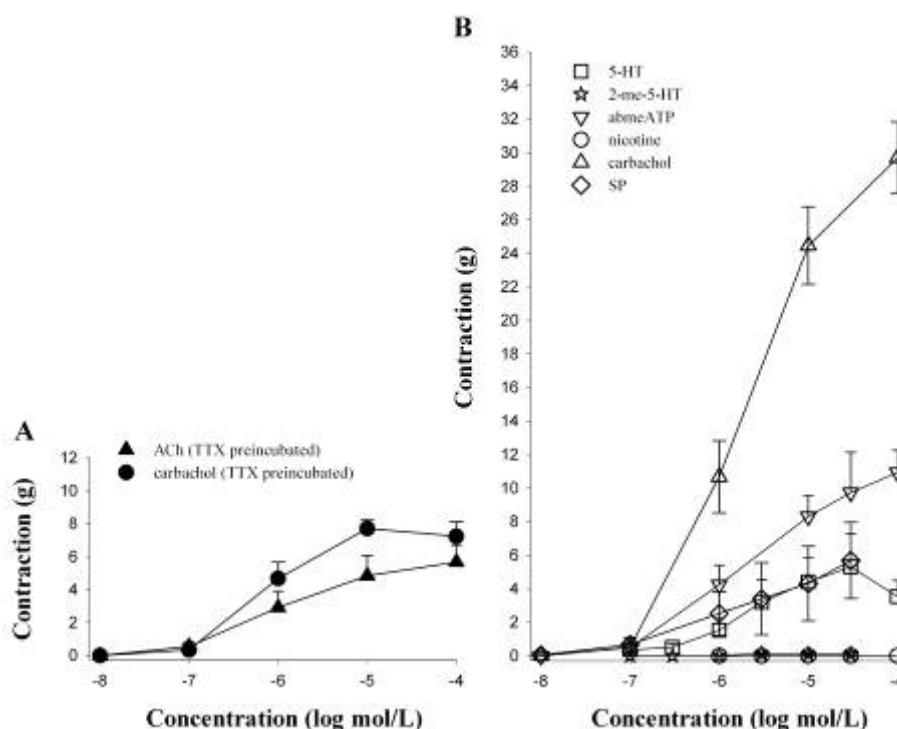 A
ACh (TTX preincubated)
carbachol (TTX preincubated)
Contraction (g)
12
10
8
6
4
2
0
-8 -7 -6 -5 -4
Concentration (log mol/L)
B
5-HT
2-me-5-HT
abmeATP
nicotine
carbachol
SP
Contraction (g)
36
34
32
30
28
26
24
22
20
18
16
14
12
10
8
6
4
2
0
-8 -7 -6 -5
Concentration (log mol/L)